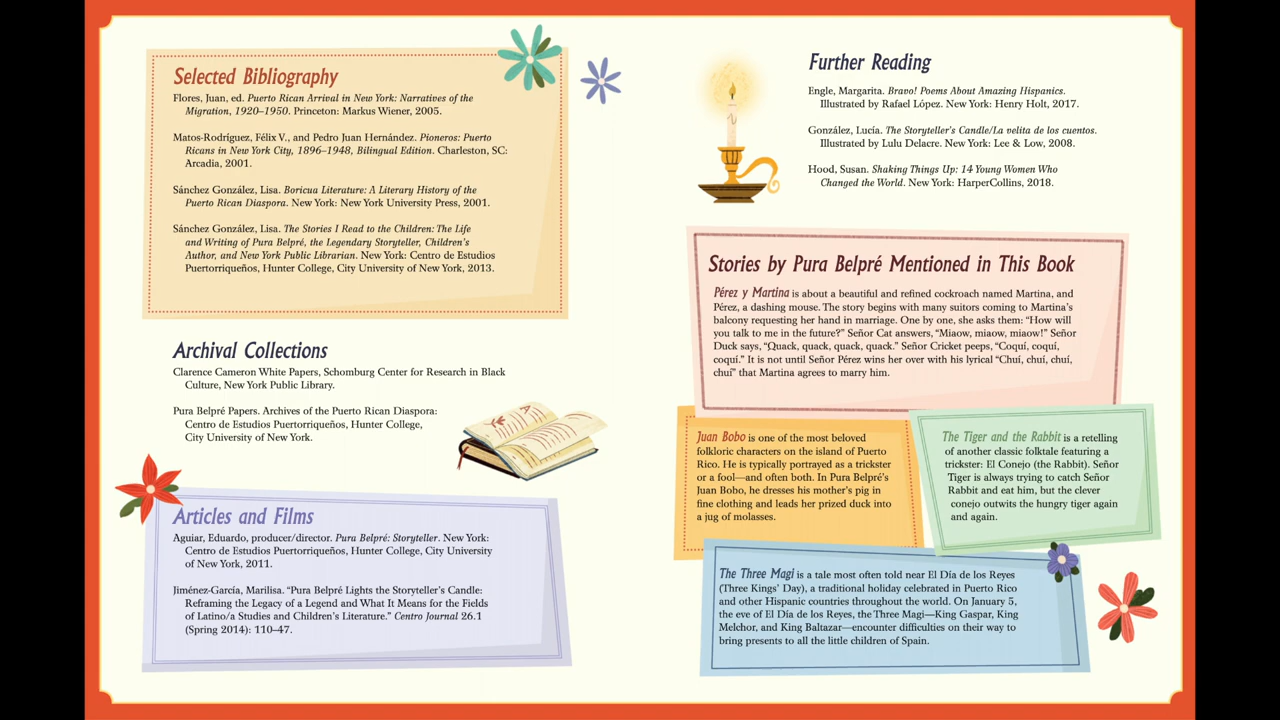 Selected Bibliography
Flores, Juan, ed. Puerto Rican Arrival in New York: Narratives of the
Migration, 1920–1950. Princeton: Markus Wiener, 2005.
Matos-Rodríguez, Félix V., and Pedro Juan Hernández. Pioneros: Puerto
Ricans in New York City, 1896–1948, Bilingual Edition. Charleston, SC:
Arcadia, 2001.
Sánchez González, Lisa. Boricua Literature: A Literary History of the
Puerto Rican Diaspora. New York: New York University Press, 2001.
Sánchez González, Lisa. The Stories I Read to the Children: The Life
and Writing of Pura Belpré, the Legendary Storyteller, Children's
Author, and New York Public Librarian. New York: Centro de Estudios
Puertorriqueños, Hunter College, City University of New York, 2013.
Archival Collections
Clarence Cameron White Papers, Schomburg Center for Research in Black
Culture, New York Public Library.
Pura Belpré Papers. Archives of the Puerto Rican Diaspora:
Centro de Estudios Puertorriqueños, Hunter College,
City University of New York.
Articles and Films
Aguiar, Eduardo, producer/director. Pura Belpré: Storyteller. New York:
Centro de Estudios Puertorriqueños, Hunter College, City University
of New York, 2011.
Jiménez-García, Marilisa. “Pura Belpré Lights the Storyteller's Candle:
Reframing the Legacy of a Legend and What It Means for the Fields
of Latino/a Studies and Children's Literature.” Centro Journal 26.1
(Spring 2014): 110–47.
Further Reading
Engle, Margarita. Bravo! Poems About Amazing Hispanics.
Illustrated by Rafael López. New York: Henry Holt, 2017.
González, Lucía. The Storyteller's Candle/La velita de los cuentos.
Illustrated by Lulu Delacre. New York: Lee & Low, 2008.
Hood, Susan. Shaking Things Up: 14 Young Women Who
Changed the World. New York: HarperCollins, 2018.
Stories by Pura Belpré Mentioned in This Book
Pérez y Martina is about a beautiful and refined cockroach named Martina, and
Pérez, a dashing mouse. The story begins with many suitors coming to Martina's
balcony requesting her hand in marriage. One by one, she asks them: “How will
you talk to me in the future?” Señor Cat answers, “Miaow, miaow, miaow!” Señor
Duck says, “Quack, quack, quack, quack.” Señor Cricket peeps, “Coquí, coquí,
coquí.” It is not until Señor Pérez wins her over with his lyrical “Chuí, chuí, chuí,
chuí” that Martina agrees to marry him.
Juan Bobo is one of the most beloved
folkloric characters on the island of Puerto
Rico. He is typically portrayed as a trickster
or a fool—and often both. In Pura Belpré's
Juan Bobo, he dresses his mother's pig in
fine clothing and leads her prized duck into
a jug of molasses.
The Tiger and the Rabbit is a retelling
of another classic folktale featuring a
trickster: El Conejo (the Rabbit). Señor
Tiger is always trying to catch Señor
Rabbit and eat him, but the clever
conejo outwits the hungry tiger again
and again.
The Three Magi is a tale most often told near El Día de los Reyes
(Three Kings' Day), a traditional holiday celebrated in Puerto Rico
and other Hispanic countries throughout the world. On January 5,
the eve of El Día de los Reyes, the Three Magi—King Gaspar, King
Melchor, and King Baltazar—encounter difficulties on their way to
bring presents to all the little children of Spain.